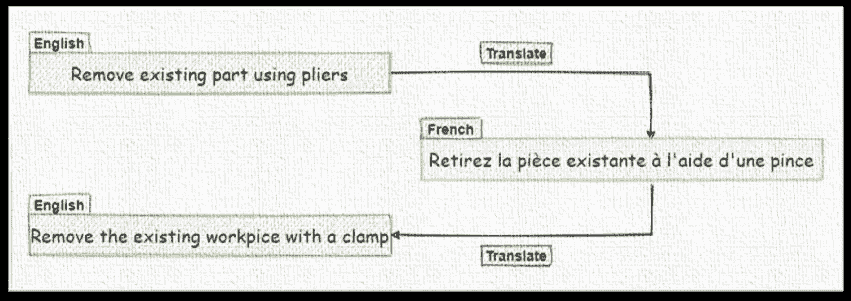 English
Remove existing part using pliers
Translate
French
Retirez la pièce existante à l'aide d'une pince
English
Remove the existing workpice with a clamp
Translate